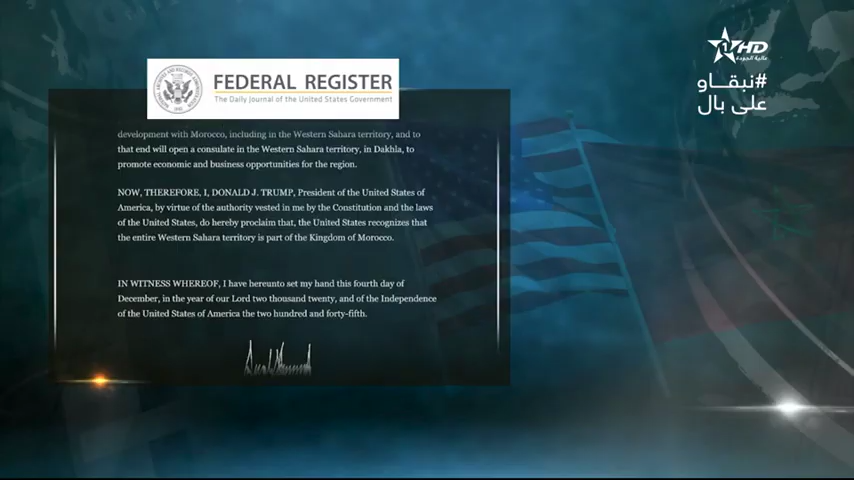 FEDERAL REGISTER
The Daily Journal of the United States Government
development with Morocco, including in the Western Sahara territory, and to
that end will open a consulate in the Western Sahara territory, in Dakhla, to
promote economic and business opportunities for the region.
NOW, THEREFORE, I, DONALD J. TRUMP, President of the United States of
America, by virtue of the authority vested in me by the Constitution and the laws
of the United States, do hereby proclaim that, the United States recognizes that
the entire Western Sahara territory is part of the Kingdom of Morocco.
IN WITNESS WHEREOF, I have hereunto set my hand this fourth day of
December, in the year of our Lord two thousand twenty, and of the Independence
of the United States of America the two hundred and forty-fifth.
1HD
عالية الجودة
#نبقاو
على بال